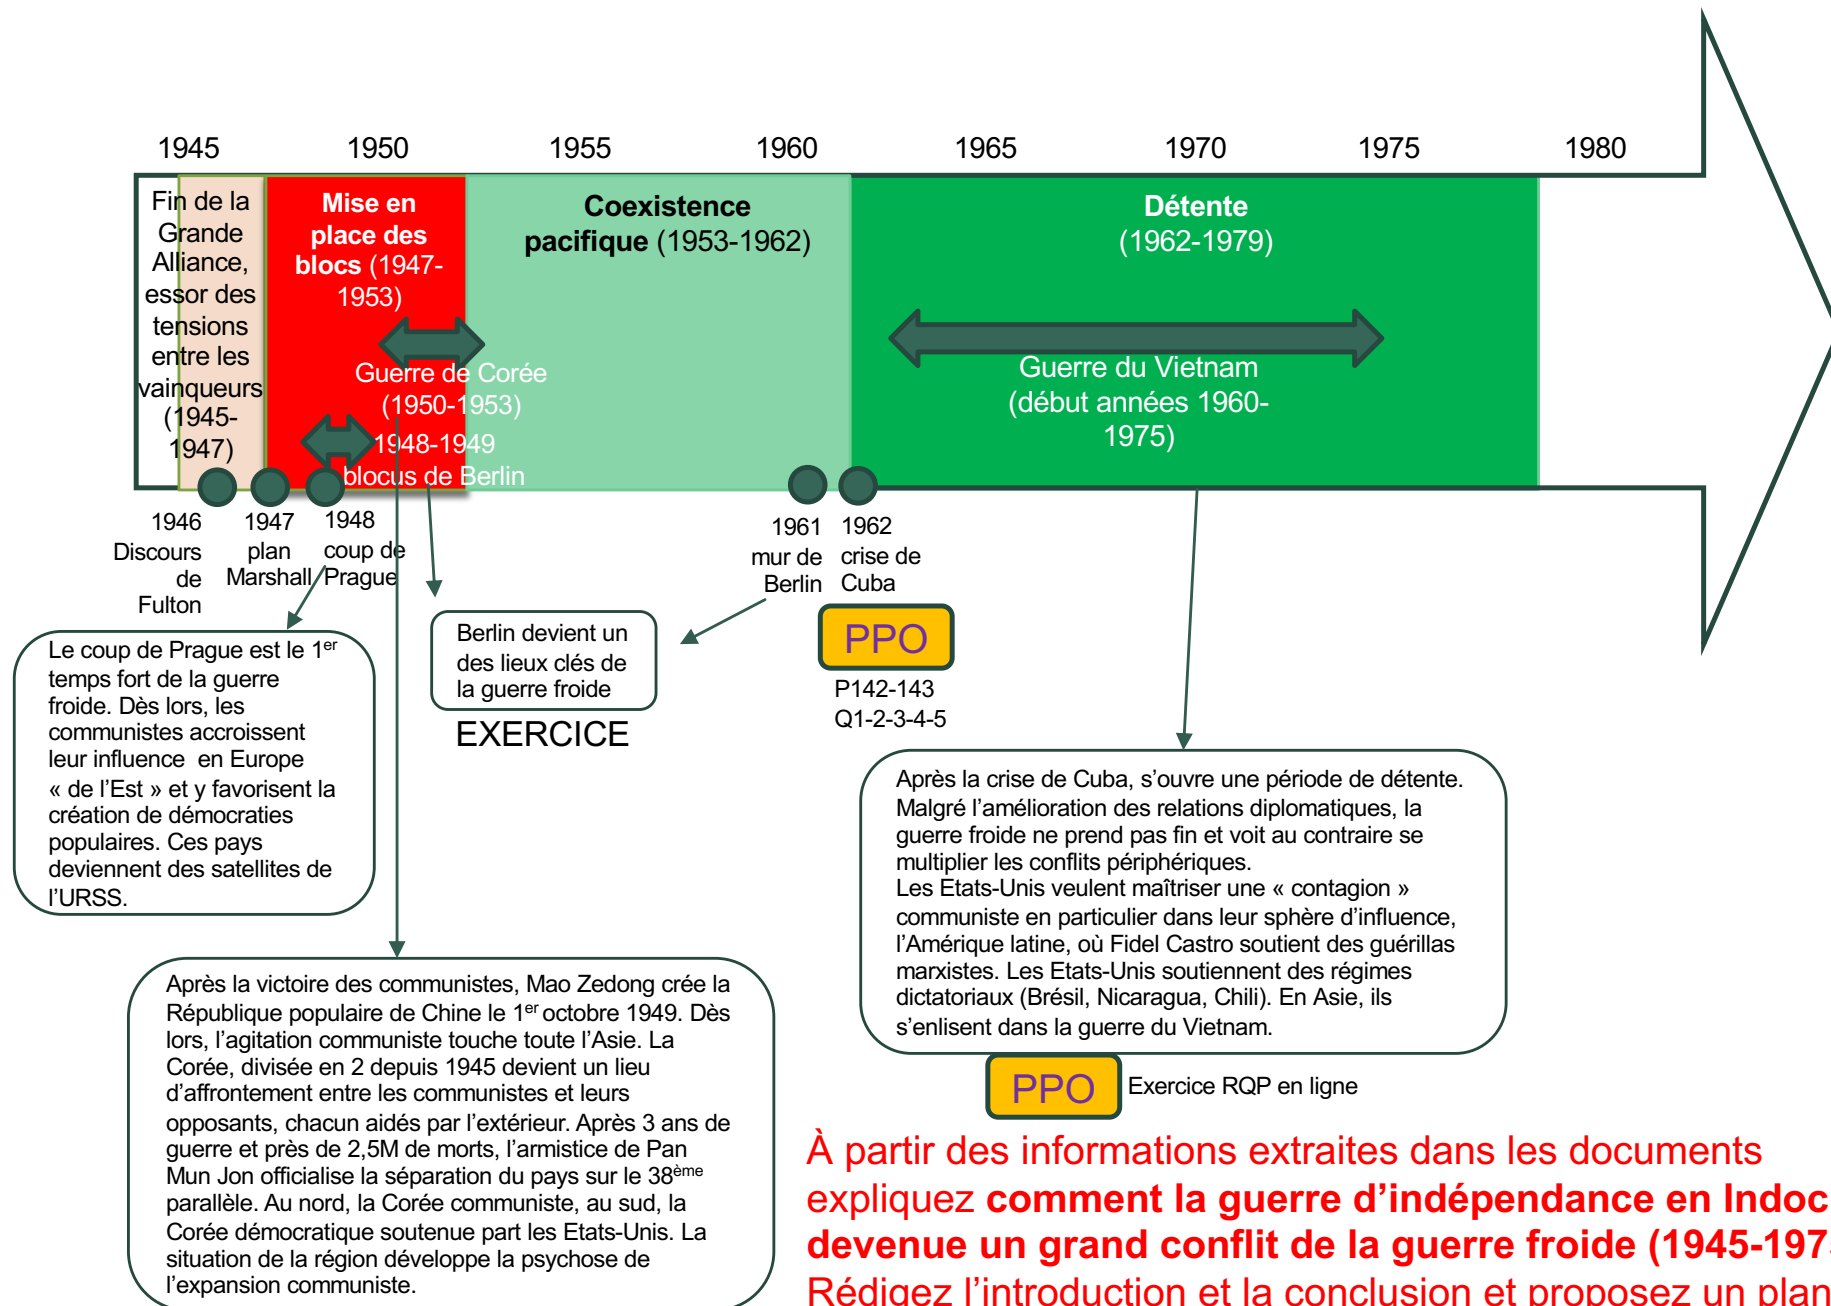 1945 1950 1955 1960 1965 1970 1975 1980
Fin de la
Grande
Alliance,
essor des
tensions
entre les
vainqueurs
(1945-
1947)
Mise en
place des
blocs (1947-
1953)
Guerre de Corée
(1950-1953)
1948-1949
blocus de Berlin
Coexistence
pacifique (1953-1962)
Détente
(1962-1979)
Guerre du Vietnam
(début années 1960-
1975)
1946
Discours
de
Fulton
1947
plan
Marshall
1948
coup de
Prague
1961
mur de
Berlin
1962
crise de
Cuba
PPO
P142-143
Q1-2-3-4-5
Le coup de Prague est le 1er
temps fort de la guerre
froide. Dès lors, les
communistes accroissent
leur influence en Europe
« de l’Est » et y favorisent la
création de démocraties
populaires. Ces pays
deviennent des satellites de
l’URSS.
Berlin devient un
des lieux clés de
la guerre froide
EXERCICE
Après la crise de Cuba, s’ouvre une période de détente.
Malgré l’amélioration des relations diplomatiques, la
guerre froide ne prend pas fin et voit au contraire se
multiplier les conflits périphériques.
Les Etats-Unis veulent maîtriser une « contagion »
communiste en particulier dans leur sphère d’influence,
l’Amérique latine, où Fidel Castro soutient des guérillas
marxistes. Les Etats-Unis soutiennent des régimes
dictatoriaux (Brésil, Nicaragua, Chili). En Asie, ils
s’enlisent dans la guerre du Vietnam.
PPO Exercice RQP en ligne
Après la victoire des communistes, Mao Zedong crée la
République populaire de Chine le 1er octobre 1949. Dès
lors, l’agitation communiste touche toute l’Asie. La
Corée, divisée en 2 depuis 1945 devient un lieu
d’affrontement entre les communistes et leurs
opposants, chacun aidés par l’extérieur. Après 3 ans de
guerre et près de 2,5M de morts, l’armistice de Pan
Mun Jon officialise la séparation du pays sur le 38ème
parallèle. Au nord, la Corée communiste, au sud, la
Corée démocratique soutenue part les Etats-Unis. La
situation de la région développe la psychose de
l’expansion communiste.
À partir des informations extraites dans les documents
expliquez comment la guerre d’indépendance en Indoc
devenue un grand conflit de la guerre froide (1945-197
Rédigez l’introduction et la conclusion et proposez un plan